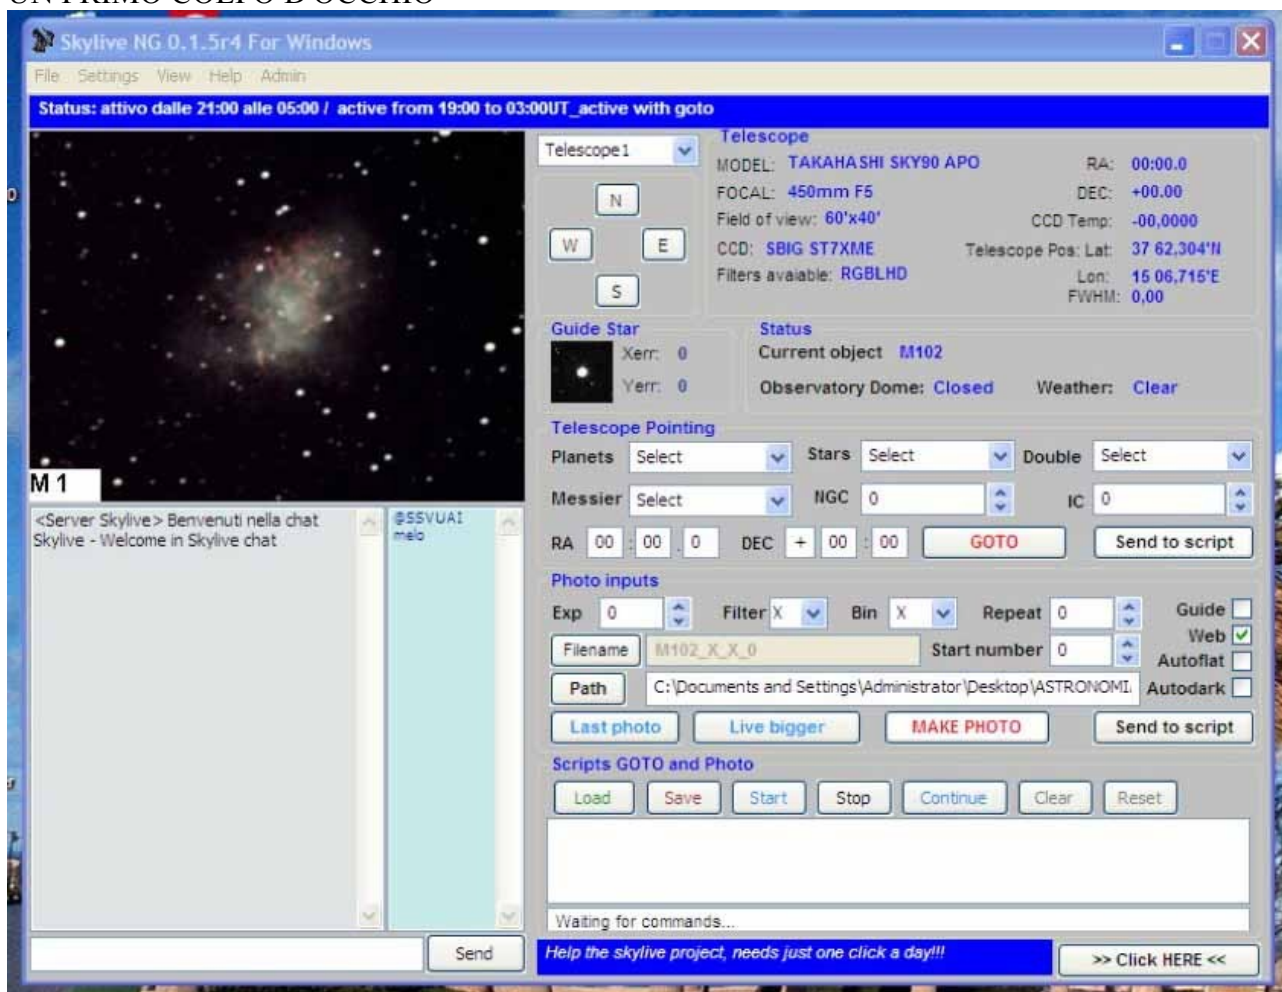 UN PRIMO COLPO D'OCCHIO
Skylive NG 0.1.5r4 For Windows
File Settings View Help Admin
Status: attivo dalle 21:00 alle 05:00 / active from 19:00 to 03:00UT_active with goto
M 1
<Server Skylive> Benvenuti nella chat
Skylive - Welcome in Skylive chat
@SSVUAI
melo
Send
Telescope1
N
W E
S
Telescope
MODEL: TAKAHASHI SKY90 APO RA: 00:00.0
FOCAL: 450mm F5 DEC: +00.00
Field of view: 60'x40' CCD Temp: -00,0000
CCD: SBIG ST7XME Telescope Pos: Lat: 37 62,304'N
Filters avaiable: RGBLHD Lon: 15 06,715'E
FWHM: 0,00
Guide Star
Xerr: 0
Yerr: 0
Status
Current object M102
Observatory Dome: Closed Weather: Clear
Telescope Pointing
Planets Select Stars Select Double Select
Messier Select NGC 0 IC 0
RA 00 : 00 . 0 DEC + 00 : 00 GOTO Send to script
Photo inputs
Exp 0 Filter X Bin X Repeat 0 Guide
Web
Filename M102_X_X_0 Start number 0
Autoflat
Path C:\Documents and Settings\Administrator\Desktop\ASTRONOMI. Autodark
Last photo Live bigger MAKE PHOTO Send to script
Scripts GOTO and Photo
Load Save Start Stop Continue Clear Reset
Waiting for commands...
Help the skylive project, needs just one click a day!!!
>> Click HERE <<